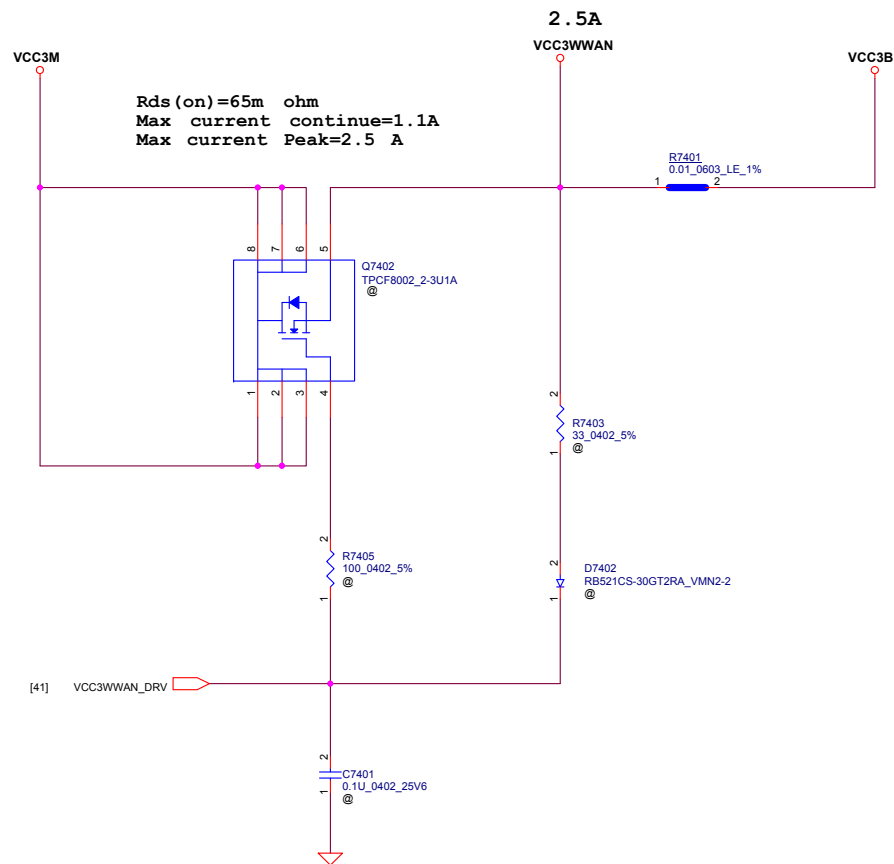 2.5A
VCC3M
VCC3WWAN
VCC3B
Rds(on)=65m ohm
Max current continue=1.1A
Max current Peak=2.5 A
R7401
0.01_0603_LE_1%
1 2
8 7 6 5
Q7402
TPCF8002_2-3U1A
@
1 2 3 4
2
R7403
33_0402_5%
@
1
2
R7405
100_0402_5%
@
1
2
D7402
RB521CS-30GT2RA_VMN2-2
@
1
[41] VCC3WWAN_DRV
2
C7401
0.1U_0402_25V6
@
1